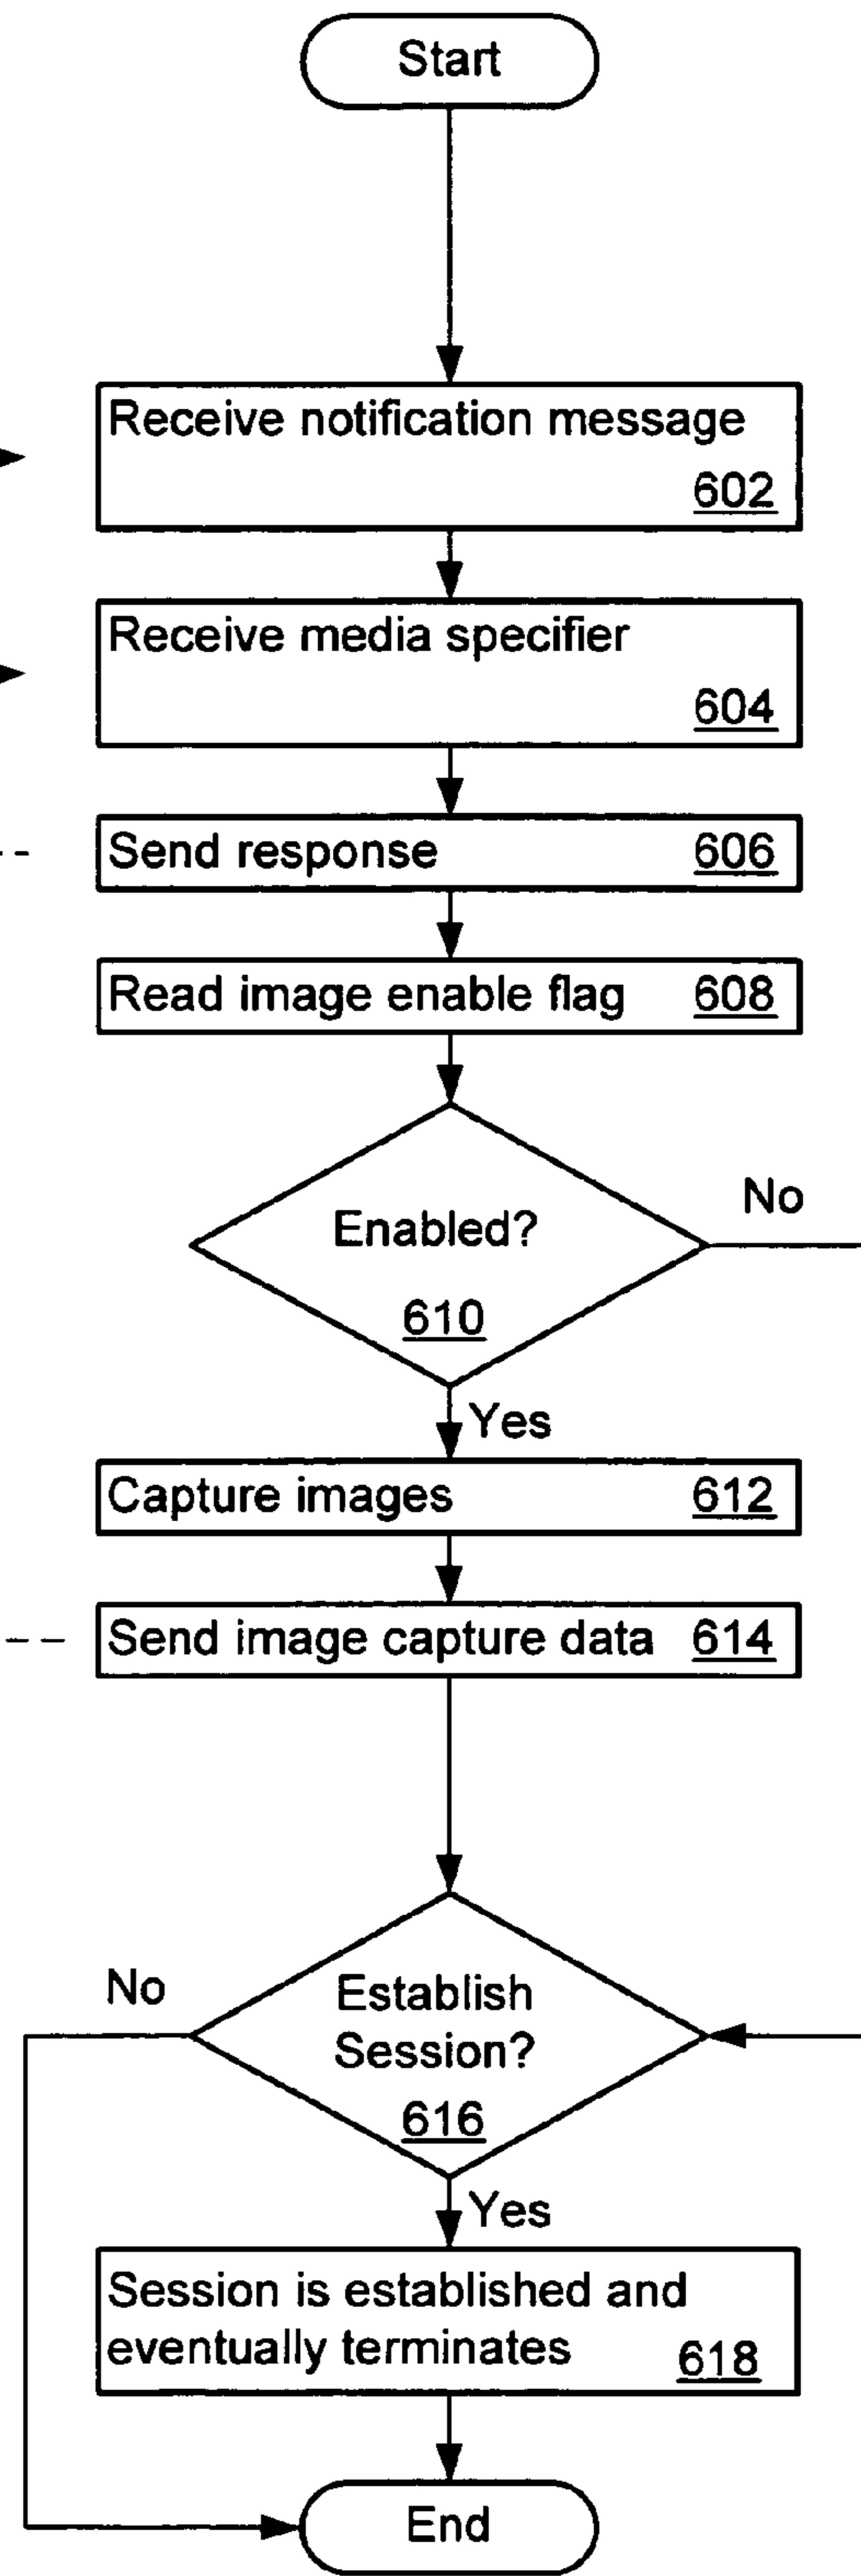 Start
Receive notification message
602
Receive media specifier
604
Send response 606
Read image enable flag 608
No
Enabled?
610
Yes
Capture images 612
Send image capture data 614
No
Establish
Session?
616
Yes
Session is established and
eventually terminates 618
End